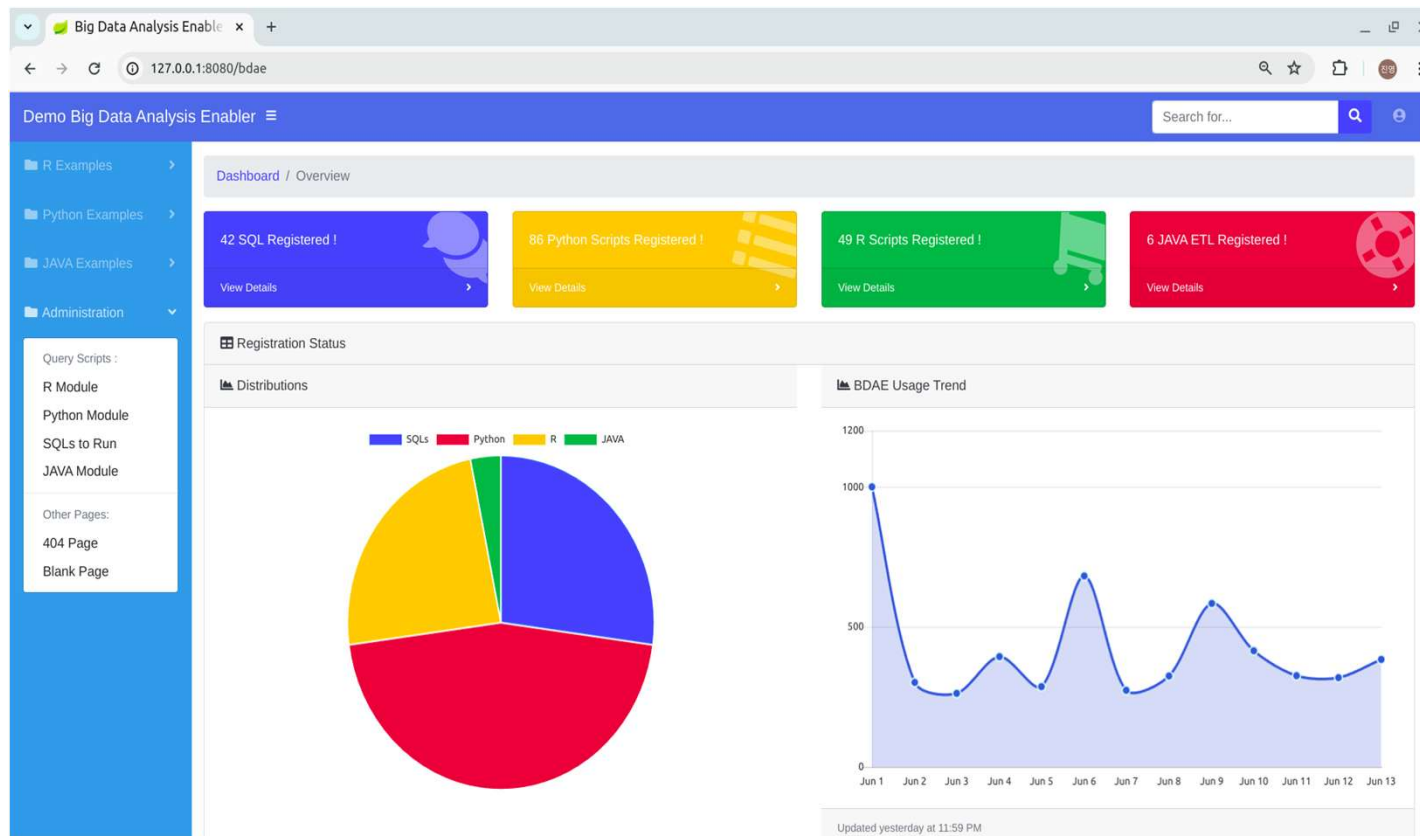 Big Data Analysis Enable
127.0.0.1:8080/bdae
진영
Demo Big Data Analysis Enabler
Search for...
R Examples
Python Examples
JAVA Examples
Administration
Query Scripts :
R Module
Python Module
SQLs to Run
JAVA Module
Other Pages:
404 Page
Blank Page
Dashboard / Overview
42 SQL Registered !
View Details
86 Python Scripts Registered !
View Details
49 R Scripts Registered !
View Details
6 JAVA ETL Registered !
View Details
Registration Status
Distributions
SQLs Python R JAVA
BDAE Usage Trend
1200
1000
500
0
Jun 1 Jun 2 Jun 3 Jun 4 Jun 5 Jun 6 Jun 7 Jun 8 Jun 9 Jun 10 Jun 11 Jun 12 Jun 13
Updated yesterday at 11:59 PM